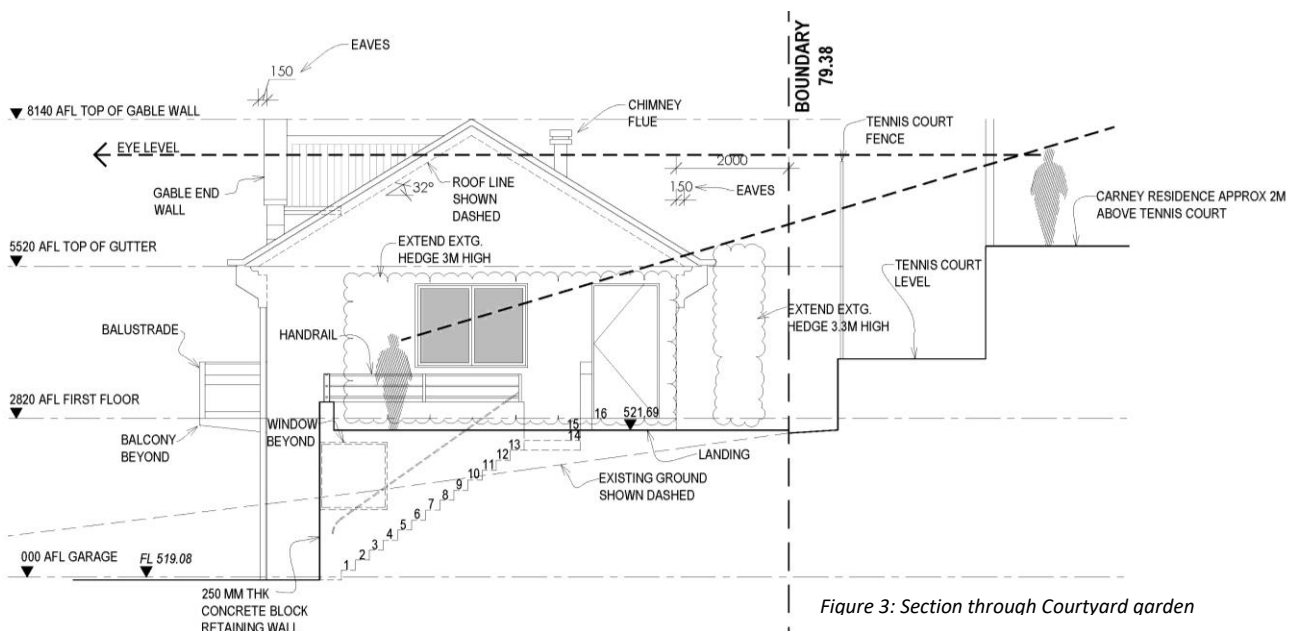 EAVES
150
BOUNDARY
79.38
8140 AFL TOP OF GABLE WALL
CHIMNEY
FLUE
TENNIS COURT
FENCE
EYE LEVEL
2000
GABLE END
WALL
32°
ROOF LINE
SHOWN
DASHED
150
EAVES
CARNEY RESIDENCE APPROX 2M
ABOVE TENNIS COURT
5520 AFL TOP OF GUTTER
EXTEND EXTG.
HEDGE 3M HIGH
TENNIS COURT
LEVEL
EXTEND EXTG.
HEDGE 3.3M HIGH
BALUSTRADE
HANDRAIL
2820 AFL FIRST FLOOR
BALCONY
BEYOND
WINDOW
BEYOND
16
521,69
15
14
13
12
11
10
9
8
7
6
5
4
3
2
1
LANDING
EXISTING GROUND
SHOWN DASHED
000 AFL GARAGE
FL 519.08
250 MM THK
CONCRETE BLOCK
RETAINING WALL
Figure 3: Section through Courtyard garden